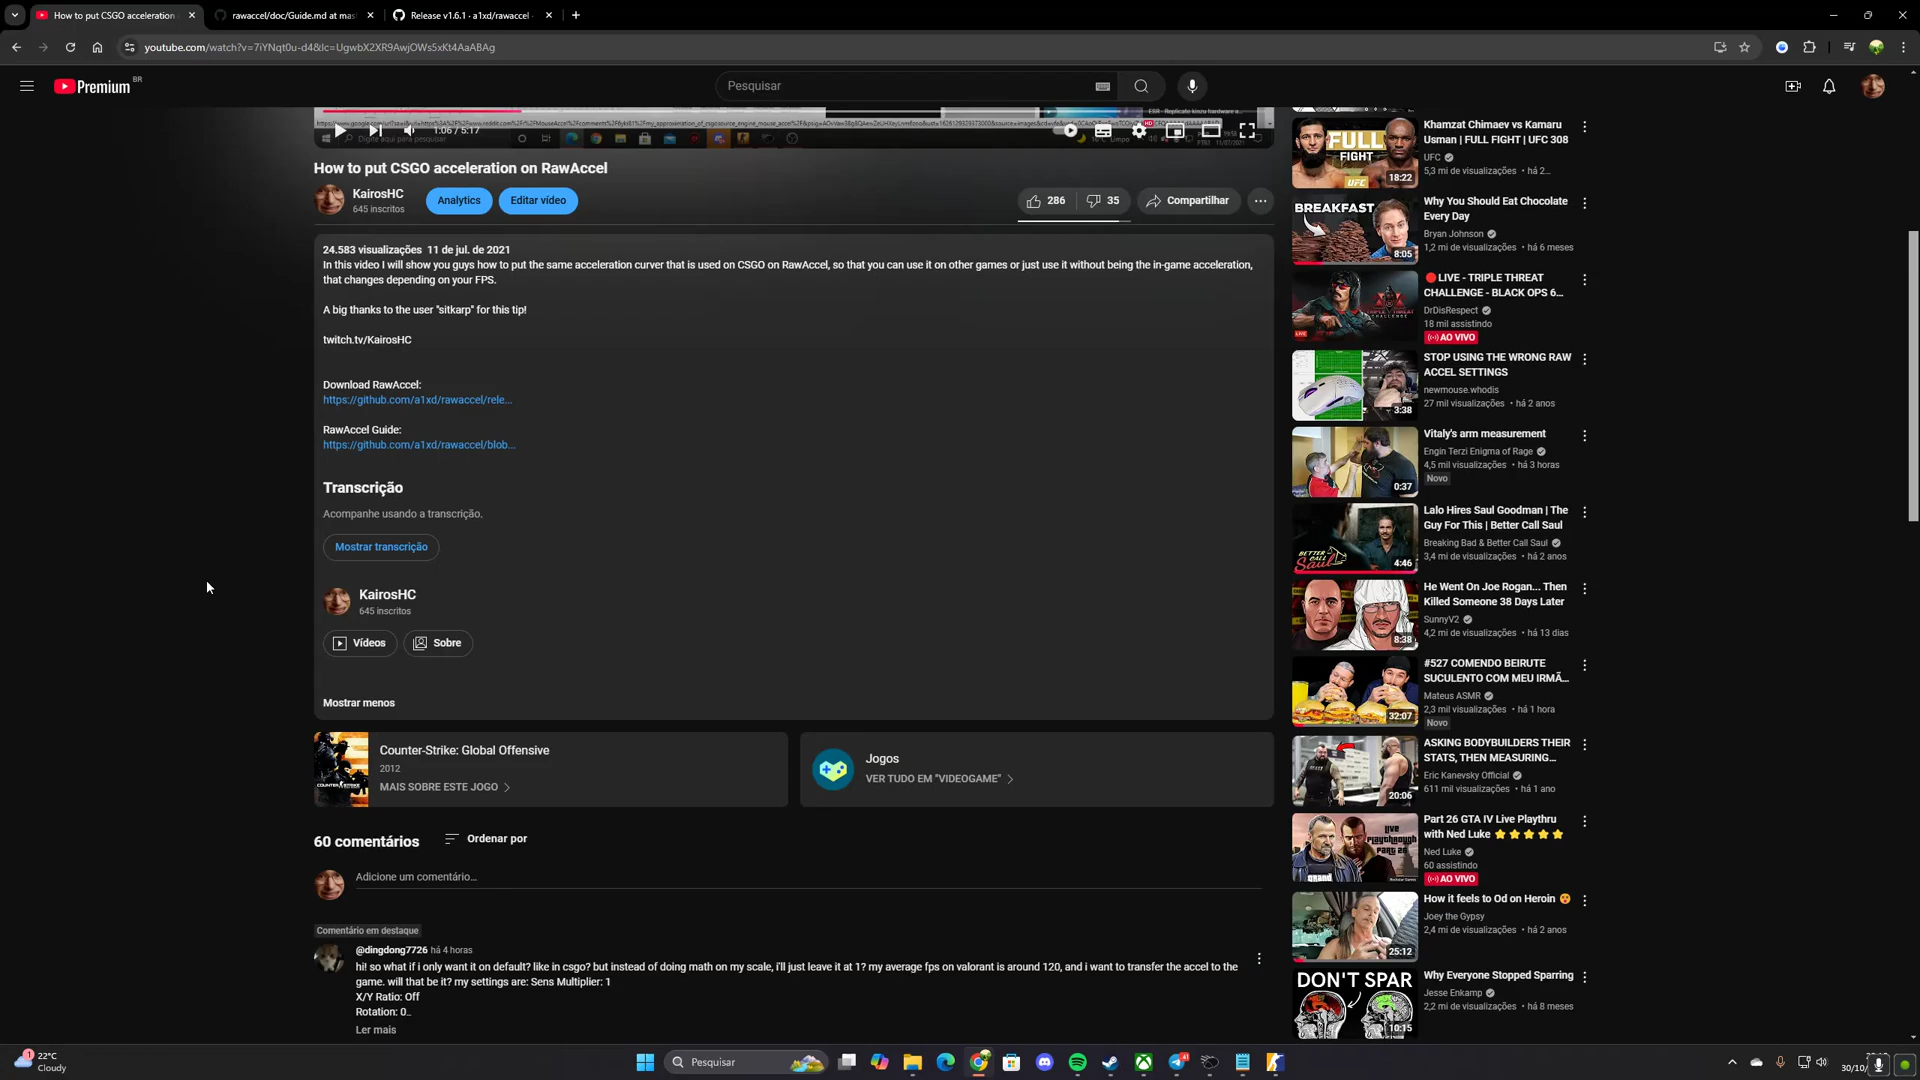 How to put CSGO acceleration
rawaccel/doc/Guide.md at mas
Release v1.6.1 · a1xd/rawaccel
youtube.com/watch?v=7iYNqt0u-d4&lc=UgwbX2XR9AwjOWs5xKt4AaABAg
Premium
BR
Pesquisar
1:06 / 5:17
Digite aqui para pesquisar
How to put CSGO acceleration on RawAccel
KairosHC
645 inscritos
Analytics
Editar vídeo
286
35
Compartilhar
24.583 visualizações 11 de jul. de 2021
In this video I will show you guys how to put the same acceleration curver that is used on CSGO on RawAccel, so that you can use it on other games or just use it without being the in-game acceleration,
that changes depending on your FPS.
A big thanks to the user "sitkarp" for this tip!
twitch.tv/KairosHC
Download RawAccel:
https://github.com/a1xd/rawaccel/rele...
RawAccel Guide:
https://github.com/a1xd/rawaccel/blob...
Transcrição
Acompanhe usando a transcrição.
Mostrar transcrição
KairosHC
645 inscritos
Vídeos
Sobre
Mostrar menos
Counter-Strike: Global Offensive
2012
MAIS SOBRE ESTE JOGO
Jogos
VER TUDO EM "VIDEOGAME"
60 comentários
Ordenar por
Adicione um comentário...
Comentário em destaque
@dingdong7726 há 4 horas
hi! so what if i only want it on default? like in csgo? but instead of doing math on my scale, i'll just leave it at 1? my average fps on valorant is around 120, and i want to transfer the accel to the
game. will that be it? my settings are: Sens Multiplier: 1
X/Y Ratio: Off
Rotation: 0..
Ler mais
FULL
FIGHT
UFC
18:22
Khamzat Chimaev vs Kamaru
Usman | FULL FIGHT | UFC 308
UFC
5,3 mi de visualizações • há 2...
BREAKFAST
8:05
Why You Should Eat Chocolate
Every Day
Bryan Johnson
1,2 mi de visualizações • há 6 meses
LIVE - TRIPLE THREAT
CHALLENGE - BLACK OPS 6...
DrDisRespect
18 mil assistindo
AO VIVO
3:38
STOP USING THE WRONG RAW
ACCEL SETTINGS
newmouse.whodis
27 mil visualizações • há 2 anos
0:37
Vitaly's arm measurement
Engin Terzi Enigma of Rage
4,5 mil visualizações • há 3 horas
Novo
BETTER
CALL
Saul
4:46
Lalo Hires Saul Goodman | The
Guy For This | Better Call Saul
Breaking Bad & Better Call Saul
3,4 mi de visualizações • há 2 anos
8:38
He Went On Joe Rogan... Then
Killed Someone 38 Days Later
SunnyV2
4,2 mi de visualizações • há 13 dias
32:07
#527 COMENDO BEIRUTE
SUCULENTO COM MEU IRMÃ...
Mateus ASMR
2,3 mil visualizações • há 1 hora
Novo
20:06
ASKING BODYBUILDERS THEIR
STATS, THEN MEASURING...
Eric Kanevsky Official
611 mil visualizações • há 1 ano
LIVE
PLAYTHROUGH
PART 26
Part 26 GTA IV Live Playthru
with Ned Luke
Ned Luke
60 assistindo
AO VIVO
25:12
How it feels to Od on Heroin
Joey the Gypsy
2,4 mi de visualizações • há 2 anos
DON'T SPAR
10:15
Why Everyone Stopped Sparring
Jesse Enkamp
2,2 mi de visualizações • há 8 meses
1
22°C
Cloudy
Pesquisar
41
30/10/